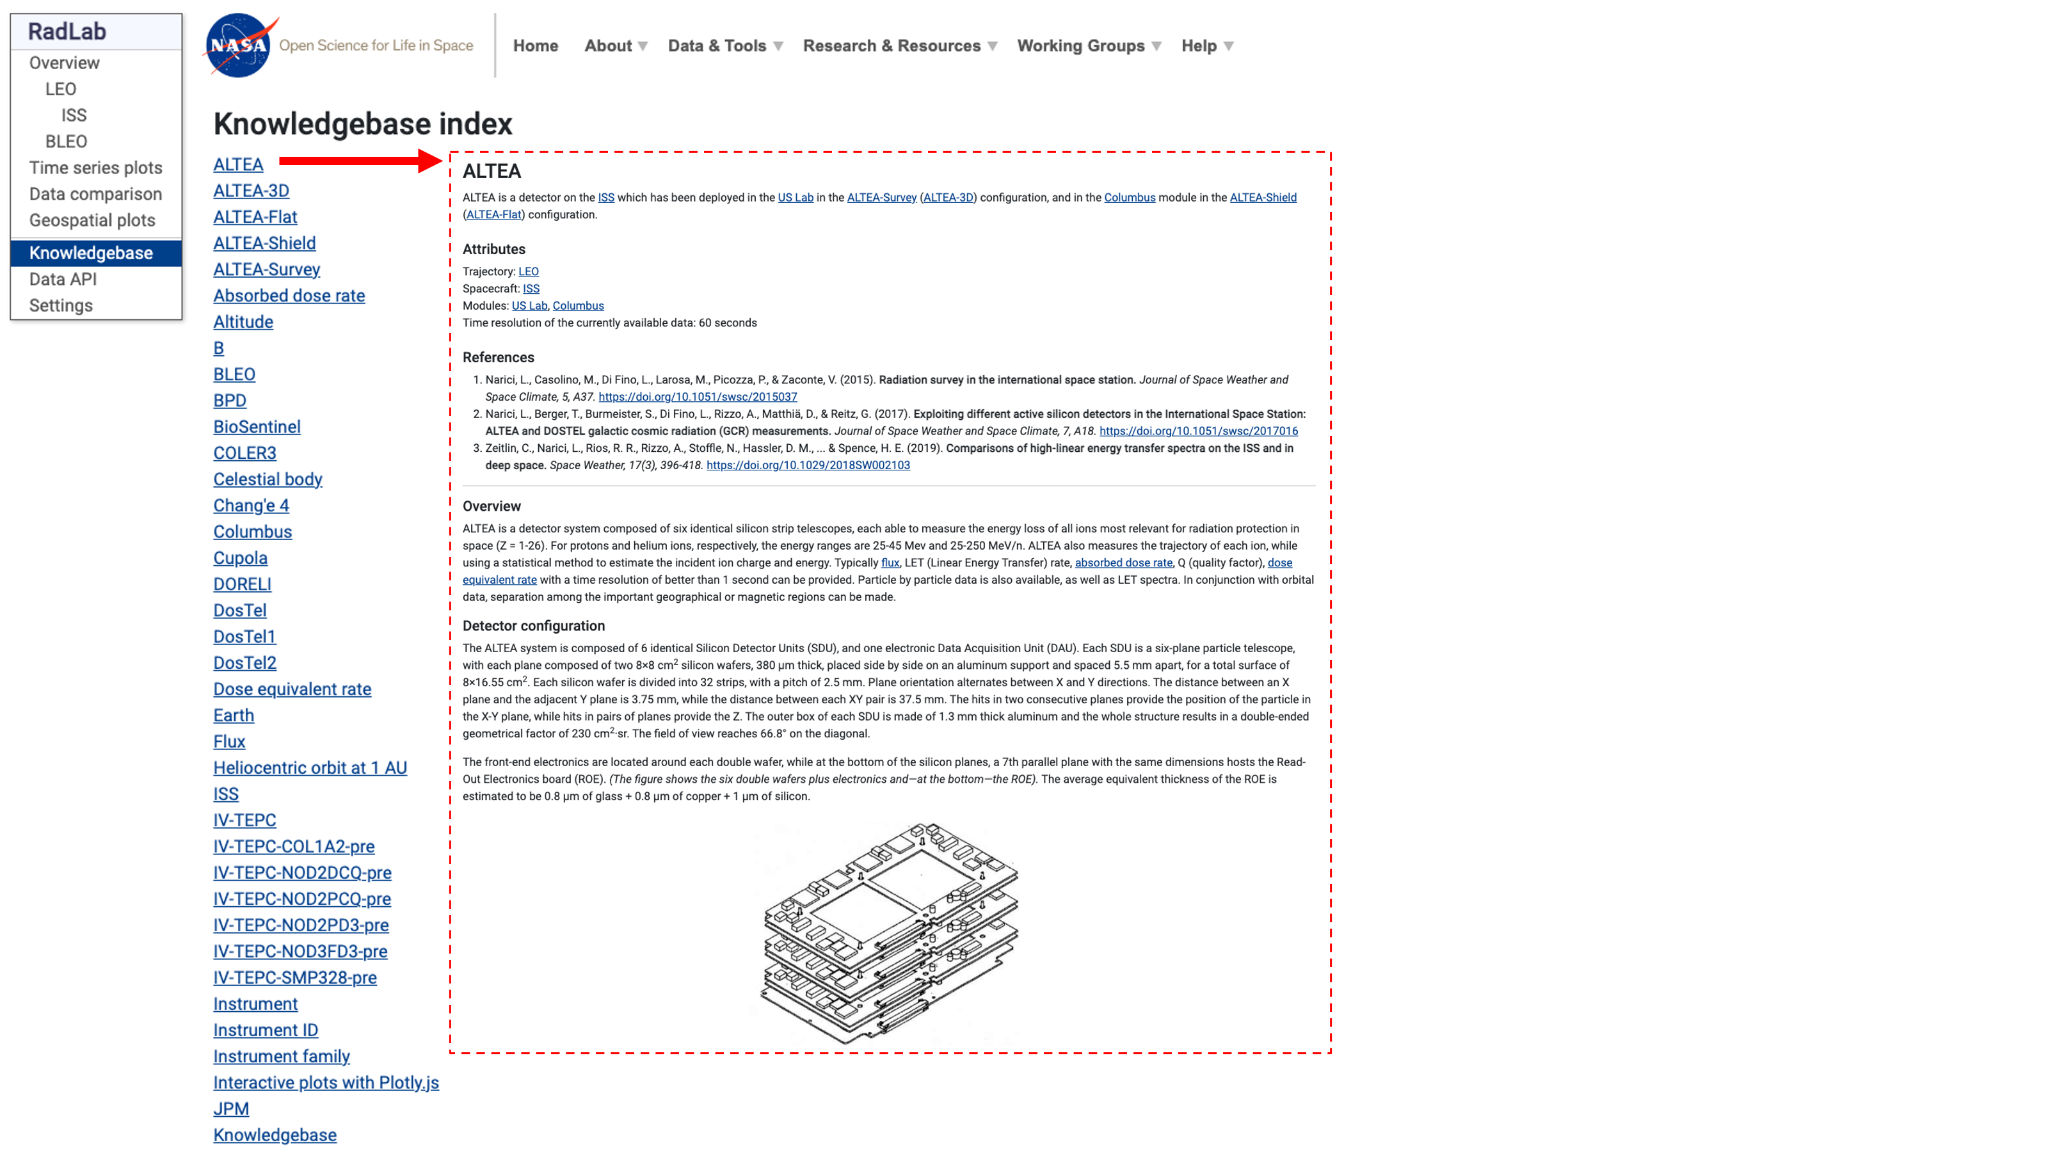 RadLab
Overview
LEO
ISS
BLEO
Time series plots
Data comparison
Geospatial plots
Knowledgebase
Data API
Settings
NASA
Open Science for Life in Space
Home
About
Data & Tools
Research & Resources
Working Groups
Help
Knowledgebase index
ALTEA
ALTEA-3D
ALTEA-Flat
ALTEA-Shield
ALTEA-Survey
Absorbed dose rate
Altitude
B
BLEO
BPD
BioSentinel
COLER3
Celestial body
Chang'e 4
Columbus
Cupola
DORELI
DosTel
DosTel1
DosTel2
Dose equivalent rate
Earth
Flux
Heliocentric orbit at 1 AU
ISS
IV-TEPC
IV-TEPC-COL1A2-pre
IV-TEPC-NOD2DCQ-pre
IV-TEPC-NOD2PCQ-pre
IV-TEPC-NOD2PD3-pre
IV-TEPC-NOD3FD3-pre
IV-TEPC-SMP328-pre
Instrument
Instrument ID
Instrument family
Interactive plots with Plotly.js
JPM
Knowledgebase
ALTEA
ALTEA is a detector on the ISS which has been deployed in the US Lab in the ALTEA-Survey (ALTEA-3D) configuration, and in the Columbus module in the ALTEA-Shield
(ALTEA-Flat) configuration.
Attributes
Trajectory: LEO
Spacecraft: ISS
Modules: US Lab, Columbus
Time resolution of the currently available data: 60 seconds
References
1. Narici, L., Casolino, M., Di Fino, L., Larosa, M., Picozza, P., & Zaconte, V. (2015). Radiation survey in the international space station. Journal of Space Weather and
Space Climate, 5, A37. https://doi.org/10.1051/swsc/2015037
2. Narici, L., Berger, T., Burmeister, S., Di Fino, L., Rizzo, A., Matthiä, D., & Reitz, G. (2017). Exploiting different active silicon detectors in the International Space Station:
ALTEA and DOSTEL galactic cosmic radiation (GCR) measurements. Journal of Space Weather and Space Climate, 7, A18. https://doi.org/10.1051/swsc/2017016
3. Zeitlin, C., Narici, L., Rios, R. R., Rizzo, A., Stoffle, N., Hassler, D. M., ... & Spence, H. E. (2019). Comparisons of high-linear energy transfer spectra on the ISS and in
deep space. Space Weather, 17(3), 396-418. https://doi.org/10.1029/2018SW002103
Overview
ALTEA is a detector system composed of six identical silicon strip telescopes, each able to measure the energy loss of all ions most relevant for radiation protection in
space (Z = 1-26). For protons and helium ions, respectively, the energy ranges are 25-45 Mev and 25-250 MeV/n. ALTEA also measures the trajectory of each ion, while
using a statistical method to estimate the incident ion charge and energy. Typically flux, LET (Linear Energy Transfer) rate, absorbed dose rate, Q (quality factor), dose
equivalent rate with a time resolution of better than 1 second can be provided. Particle by particle data is also available, as well as LET spectra. In conjunction with orbital
data, separation among the important geographical or magnetic regions can be made.
Detector configuration
The ALTEA system is composed of 6 identical Silicon Detector Units (SDU), and one electronic Data Acquisition Unit (DAU). Each SDU is a six-plane particle telescope,
with each plane composed of two 8×8 cm² silicon wafers, 380 μm thick, placed side by side on an aluminum support and spaced 5.5 mm apart, for a total surface of
8×16.55 cm². Each silicon wafer is divided into 32 strips, with a pitch of 2.5 mm. Plane orientation alternates between X and Y directions. The distance between an X
plane and the adjacent Y plane is 3.75 mm, while the distance between each XY pair is 37.5 mm. The hits in two consecutive planes provide the position of the particle in
the X-Y plane, while hits in pairs of planes provide the Z. The outer box of each SDU is made of 1.3 mm thick aluminum and the whole structure results in a double-ended
geometrical factor of 230 cm²·sr. The field of view reaches 66.8° on the diagonal.
The front-end electronics are located around each double wafer, while at the bottom of the silicon planes, a 7th parallel plane with the same dimensions hosts the Read-
Out Electronics board (ROE). (The figure shows the six double wafers plus electronics and—at the bottom—the ROE). The average equivalent thickness of the ROE is
estimated to be 0.8 μm of glass + 0.8 μm of copper + 1 μm of silicon.